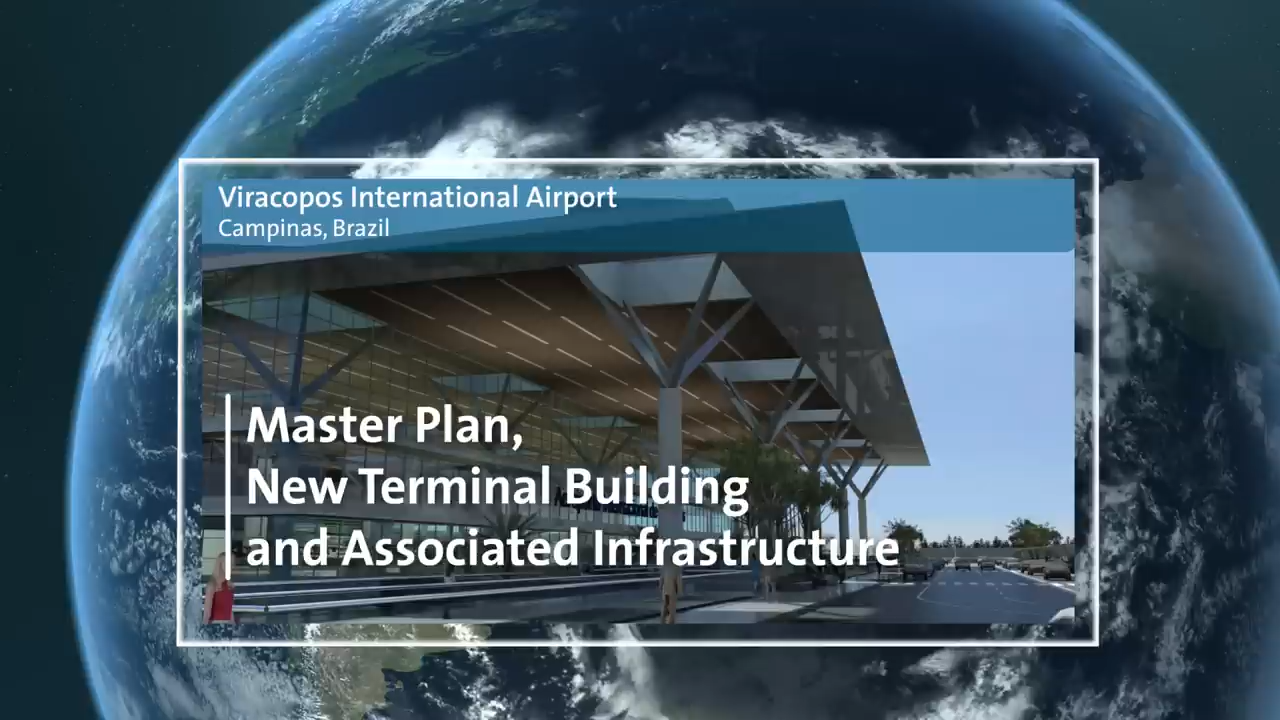 Viracopos International Airport
Campinas, Brazil
Master Plan,
New Terminal Building
and Associated Infrastructure